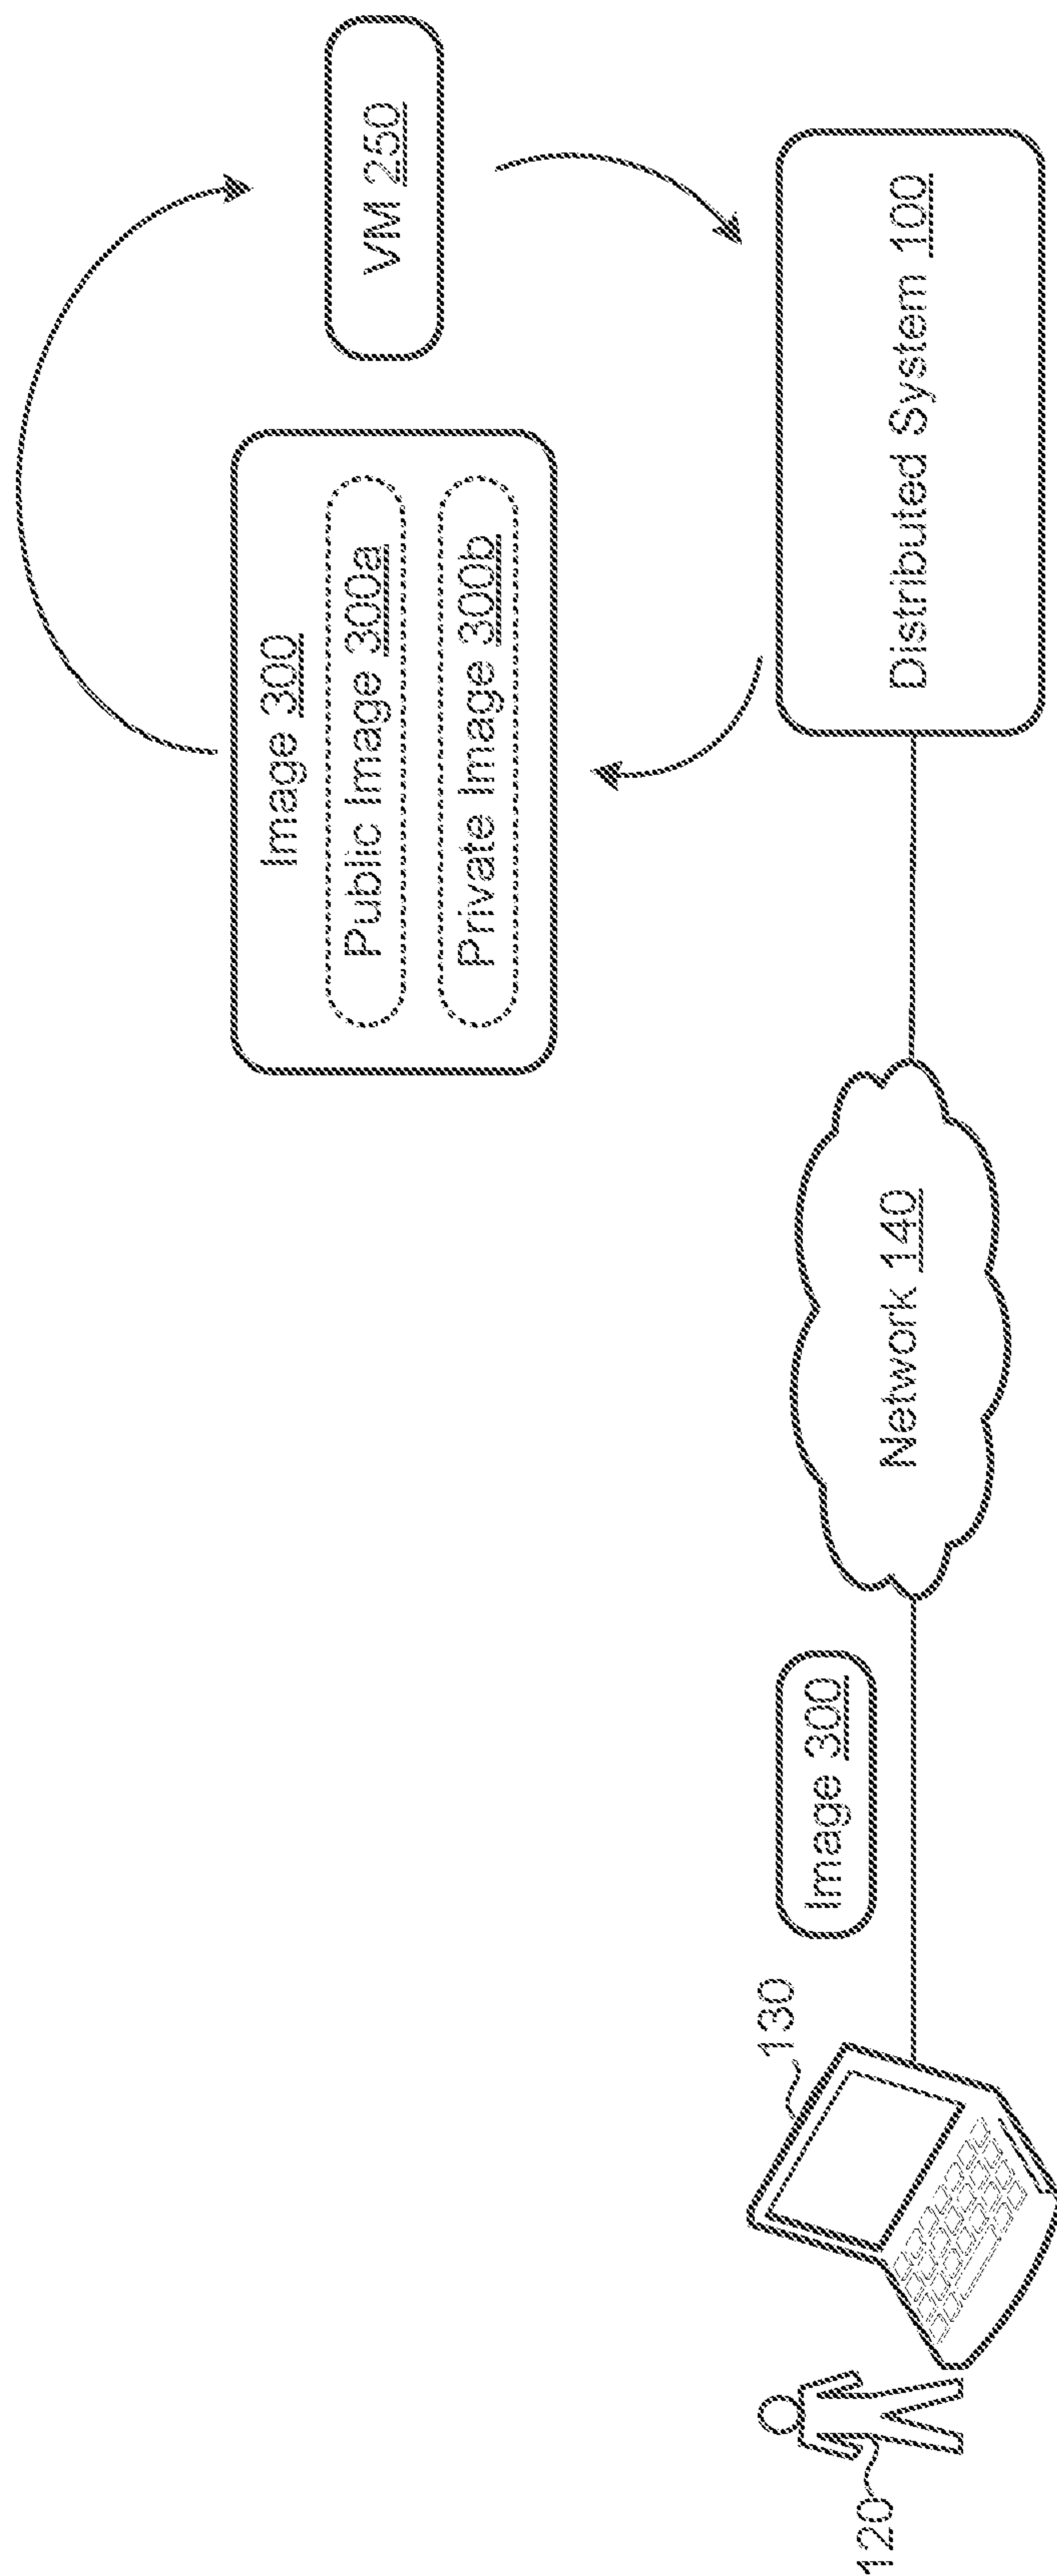 Image 300
Public Image 300a
Private Image 300b
VM 250
120
130
Image 300
Network 140
Distributed System 100